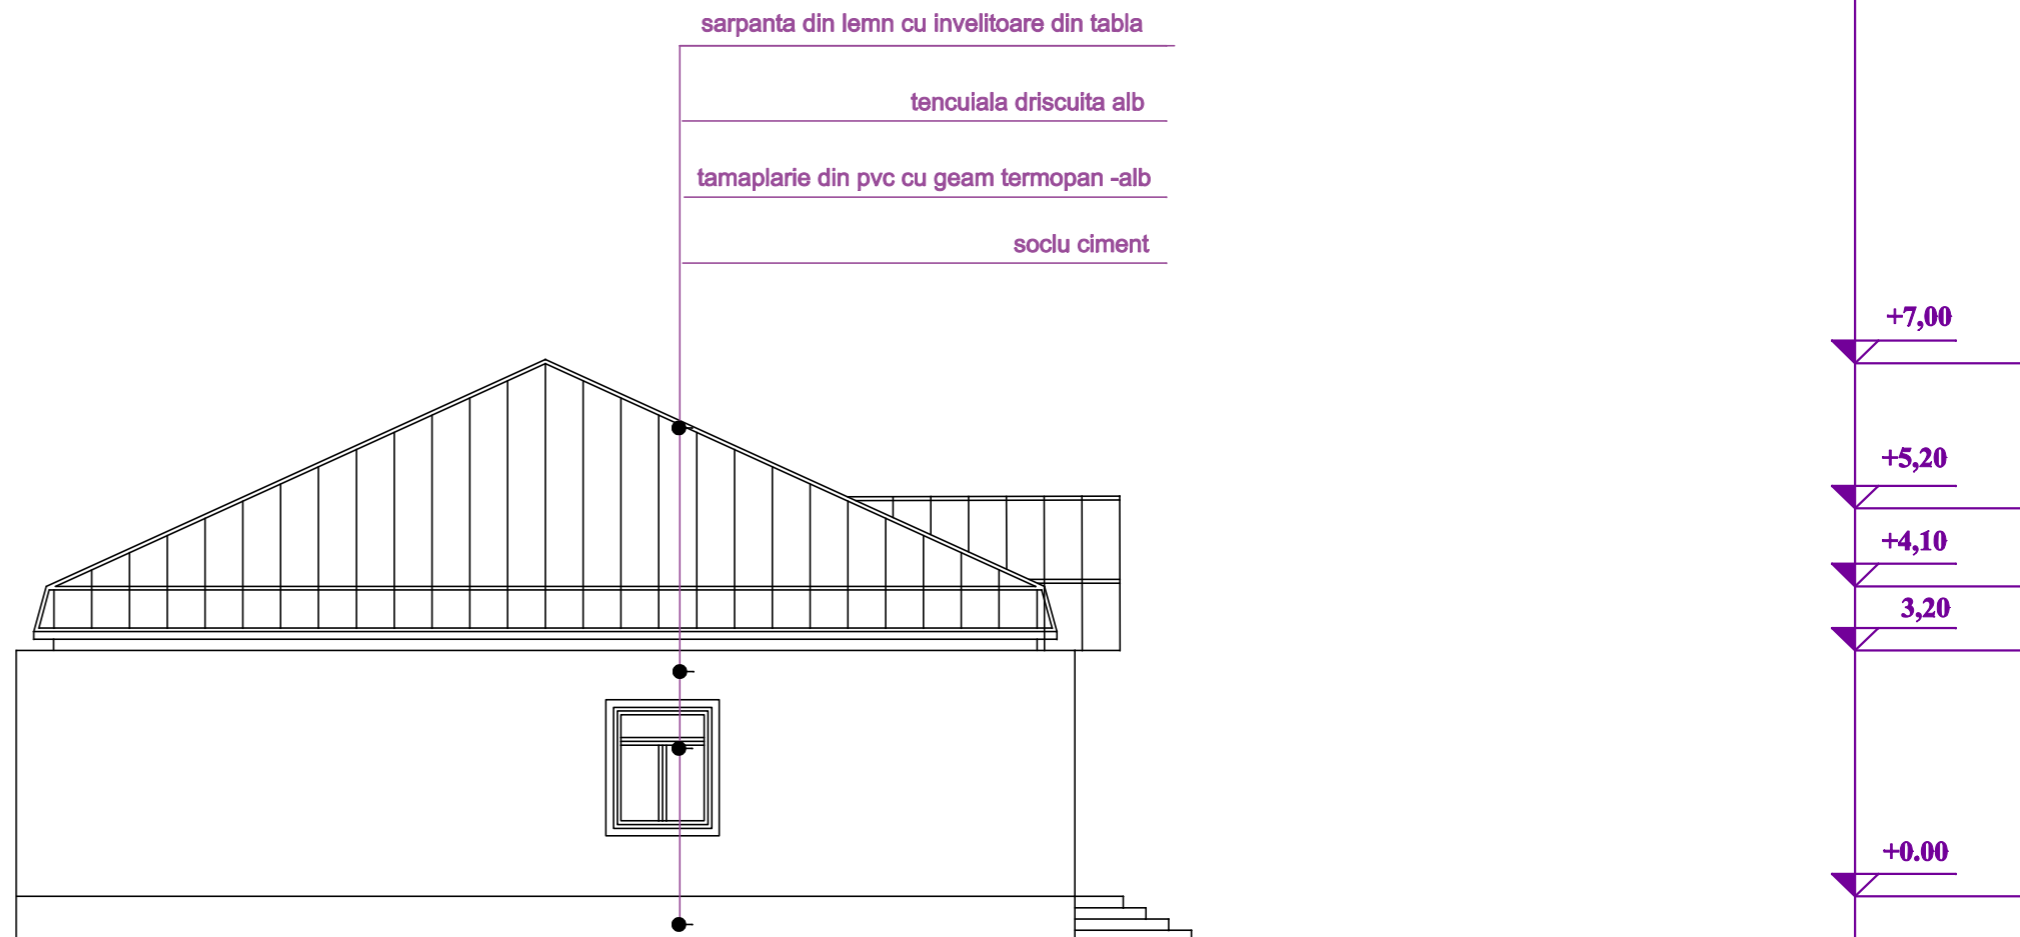 sarpanta din lemn cu invelitoare din tabla
tencuiala driscuita alb
tamaplarie din pvc cu geam termopan -alb
soclu ciment
+7,00
+5,20
+4,10
3,20
+0.00